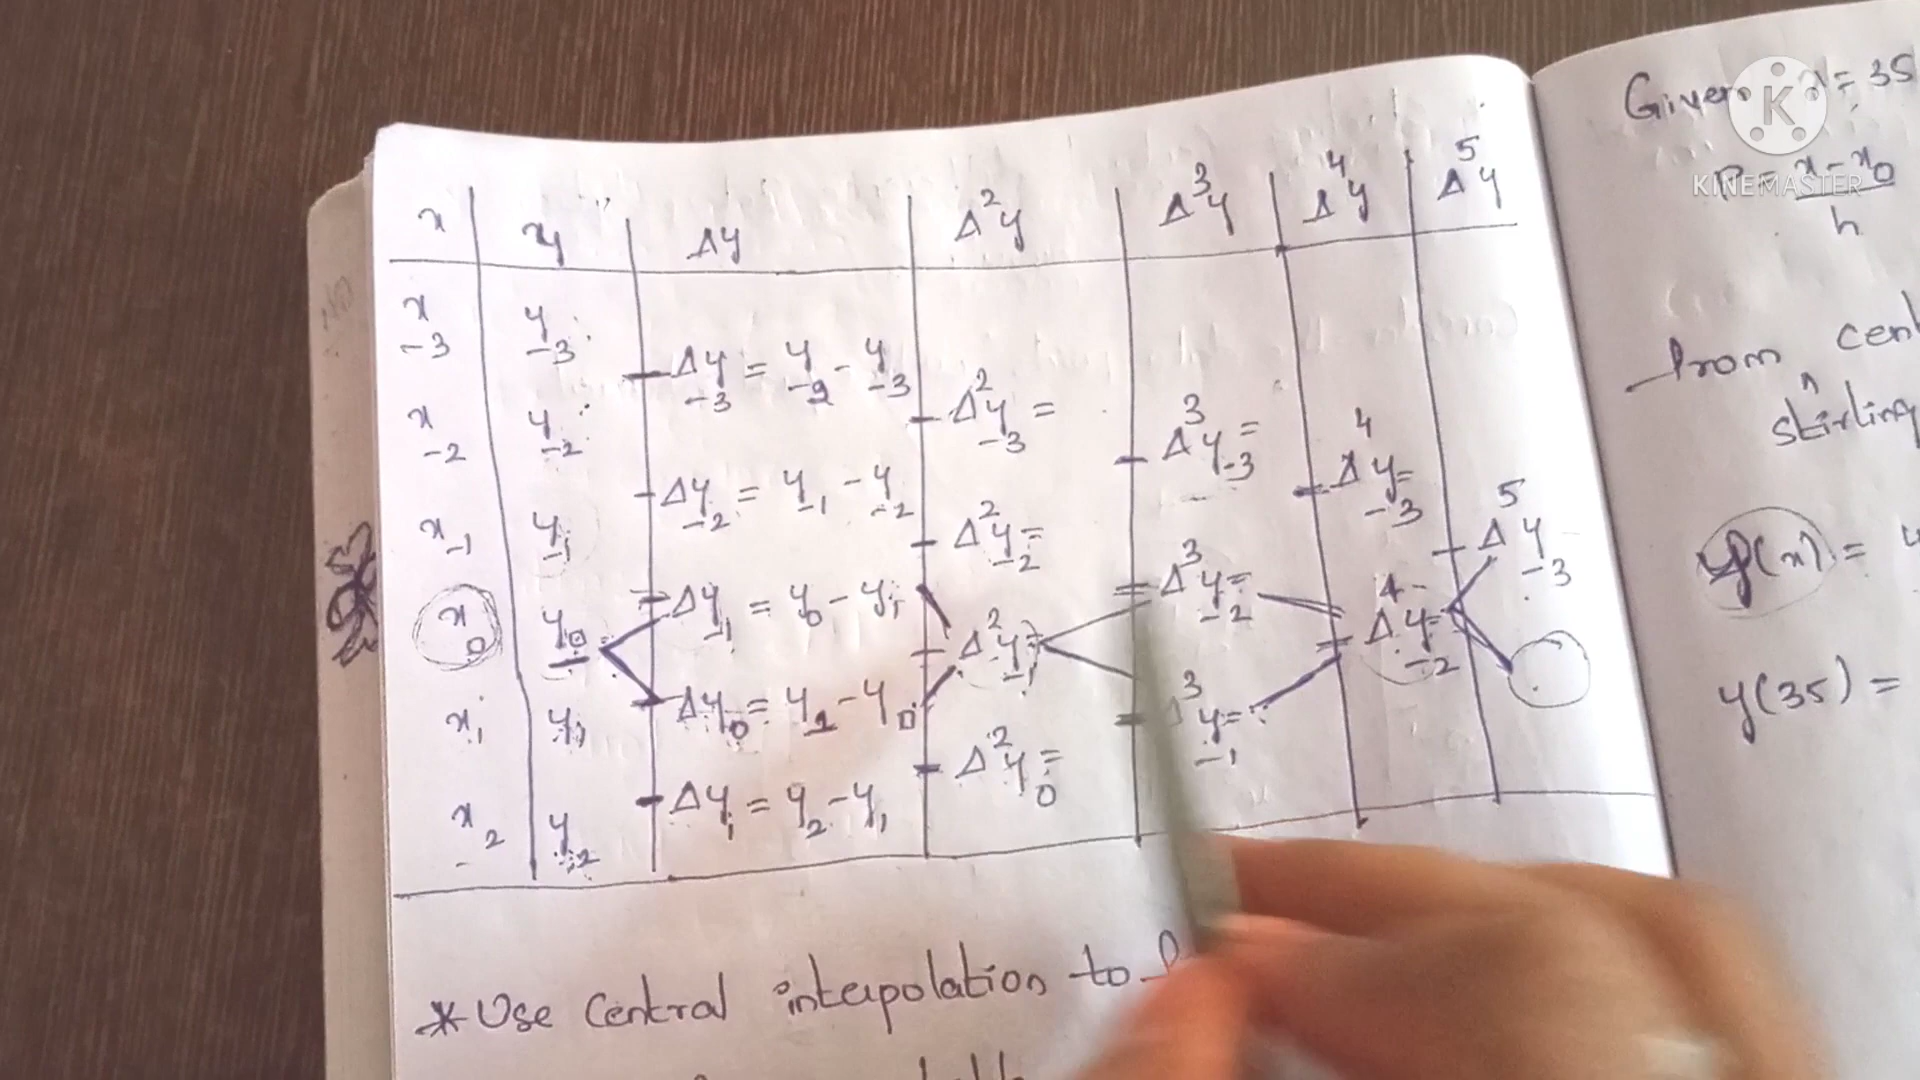 x y Δy Δ²y Δ³y Δ⁴y Δ⁵y
x₋₃ y₋₃
Δy₋₃ = y₋₂ - y₋₃
Δ²y₋₃ =
x₋₂ y₋₂ Δ³y₋₃ =
Δy₋₂ = y₋₁ - y₋₂ Δ⁴y₋₃ =
x₋₁ y₋₁ Δ²y₋₂ = Δ⁵y₋₃
Δy₋₁ = y₀ - y₋₁ Δ³y₋₂ =
x₀ y₀ Δ²y₋₁ = Δ⁴y₋₂ =
Δy₀ = y₁ - y₀ Δ³y₋₁ =
x₁ y₁ Δ²y₀ =
Δy₁ = y₂ - y₁
x₂ y₂
* Use Central interpolation to
Given = 35
P = x - x₀ / h
KINEMASTER
from cen
stirling
y(x) =
y(35) =